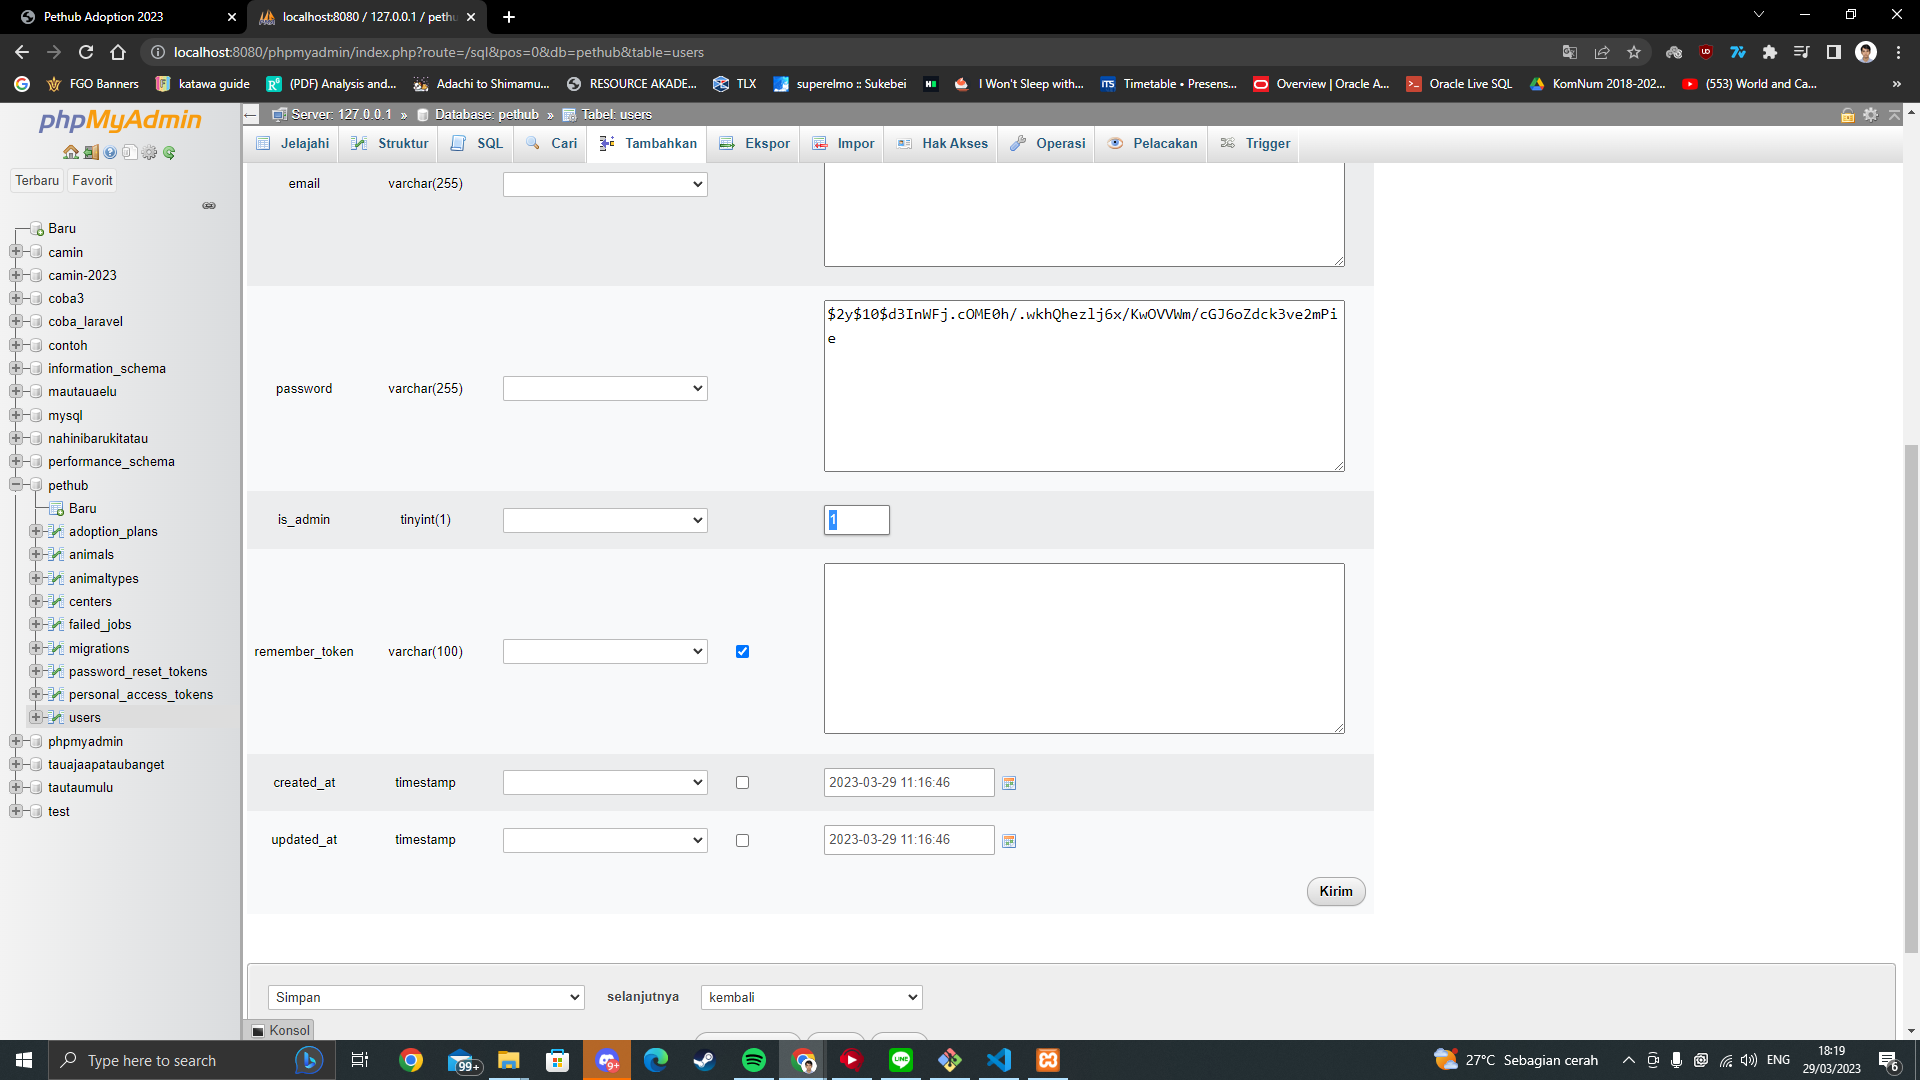 Pethub Adoption 2023
localhost:8080 / 127.0.0.1 / pethu
localhost:8080/phpmyadmin/index.php?route=/sql&pos=0&db=pethub&table=users
FGO Banners
katawa guide
(PDF) Analysis and...
Adachi to Shimamu...
RESOURCE AKADE...
TLX
superelmo :: Sukebei
I Won't Sleep with...
Timetable • Presens...
Overview | Oracle A...
Oracle Live SQL
KomNum 2018-202...
(553) World and Ca...
»
phpMyAdmin
Terbaru
Favorit
Baru
camin
camin-2023
coba3
coba_laravel
contoh
information_schema
mautauaelu
mysql
nahinibarukitatau
performance_schema
pethub
Baru
adoption_plans
animals
animaltypes
centers
failed_jobs
migrations
password_reset_tokens
personal_access_tokens
users
phpmyadmin
tauajaapataubanget
tautaumulu
test
Server: 127.0.0.1 » Database: pethub » Tabel: users
Jelajahi
Struktur
SQL
Cari
Tambahkan
Ekspor
Impor
Hak Akses
Operasi
Pelacakan
Trigger
email varchar(255)
password varchar(255)
$2y$10$d3InWFj.cOME0h/.wkhQhezlj6x/KwOVVWm/cGJ6oZdck3ve2mPi
e
is_admin tinyint(1) 1
remember_token varchar(100)
created_at timestamp 2023-03-29 11:16:46
updated_at timestamp 2023-03-29 11:16:46
Kirim
Simpan selanjutnya kembali
Konsol
Type here to search
99+
9+
27°C Sebagian cerah
ENG
18:19
29/03/2023
6